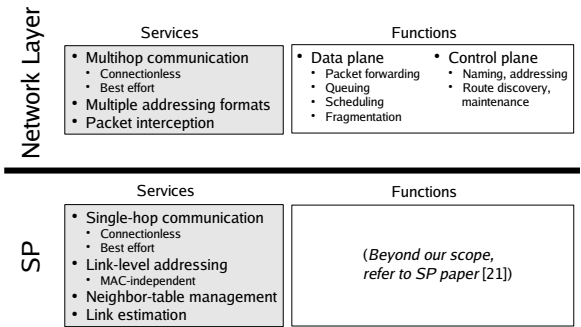 Network Layer
Services
• Multihop communication
• Connectionless
• Best effort
• Multiple addressing formats
• Packet interception
Functions
• Data plane
• Packet forwarding
• Queuing
• Scheduling
• Fragmentation
• Control plane
• Naming, addressing
• Route discovery,
maintenance
SP
Services
• Single-hop communication
• Connectionless
• Best effort
• Link-level addressing
• MAC-independent
• Neighbor-table management
• Link estimation
Functions
(Beyond our scope,
refer to SP paper [21])